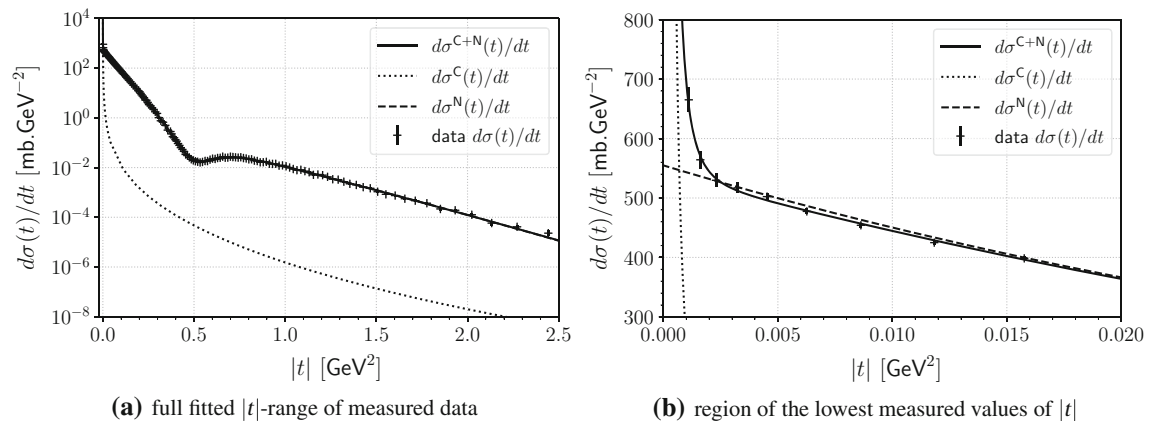 10^4
10^2
10^0
10^−2
10^−4
10^−6
10^−8
dσ(t)/dt [mb.GeV^−2]
dσ^{C+N}(t)/dt
dσ^C(t)/dt
dσ^N(t)/dt
data dσ(t)/dt
0.0 0.5 1.0 1.5 2.0 2.5
|t| [GeV^2]
(a) full fitted |t|-range of measured data
800
700
600
500
400
300
dσ(t)/dt [mb.GeV^−2]
dσ^{C+N}(t)/dt
dσ^C(t)/dt
dσ^N(t)/dt
data dσ(t)/dt
0.000 0.005 0.010 0.015 0.020
|t| [GeV^2]
(b) region of the lowest measured values of |t|